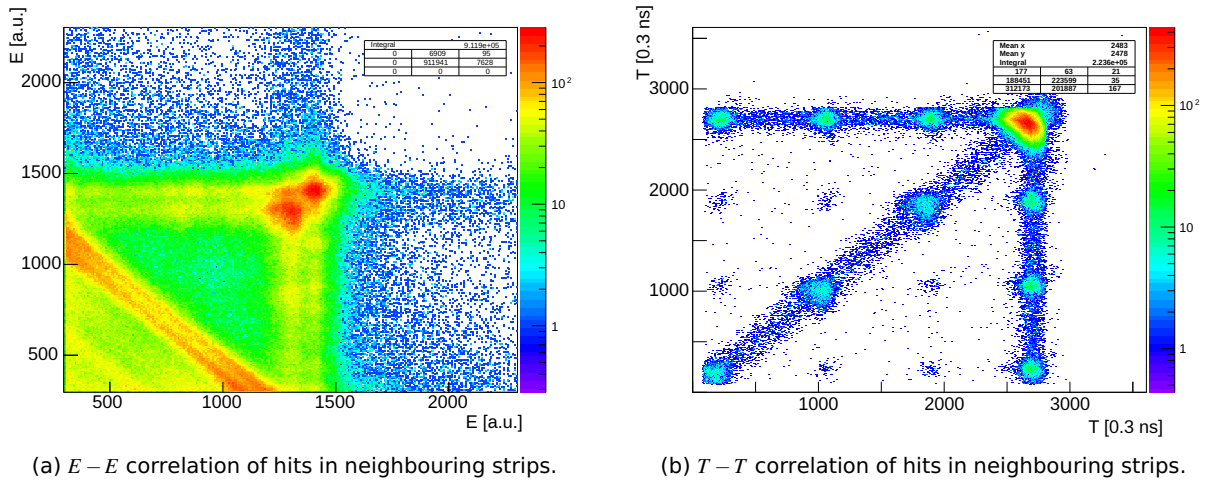 E [a.u.]
2000
1500
1000
500
500 1000 1500 2000
E [a.u.]
Integral 9.119e+05
0 6909 95
0 911941 7628
0 0 0
10²
10
1
T [0.3 ns]
3000
2000
1000
1000 2000 3000
T [0.3 ns]
Mean x 2483
Mean y 2478
Integral 2.236e+05
177 63 21
188451 223599 35
312173 201887 167
10²
10
1
(a) E − E correlation of hits in neighbouring strips.
(b) T − T correlation of hits in neighbouring strips.